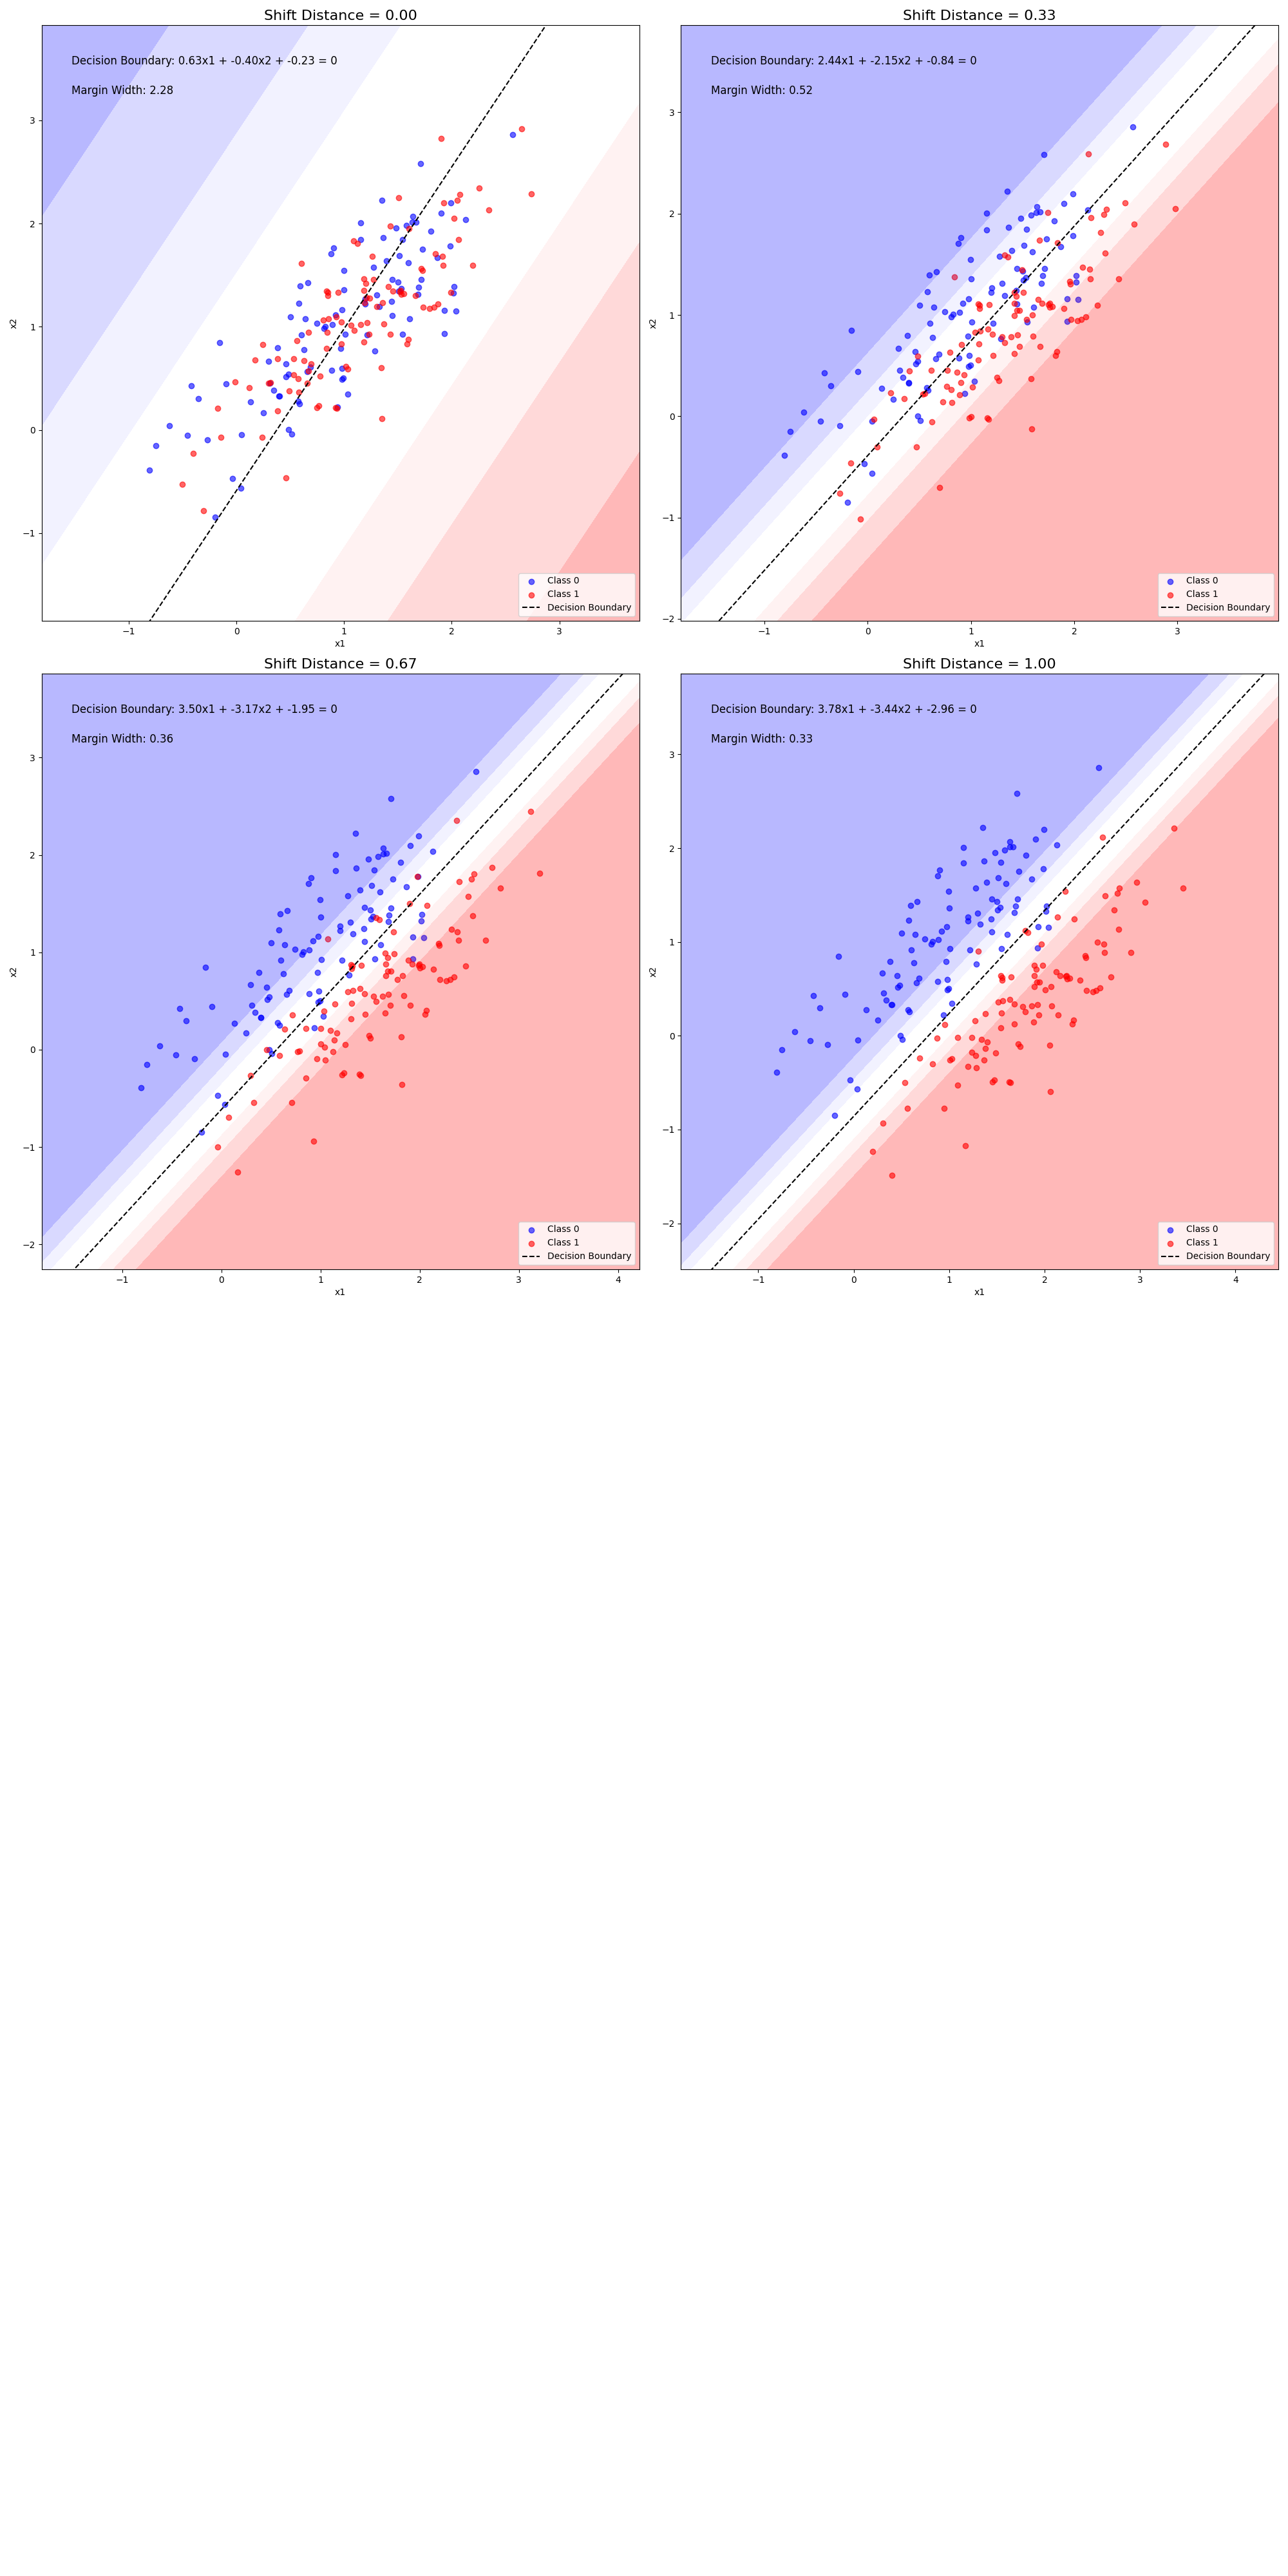 Shift Distance = 0.00
Decision Boundary: 0.63x1 + -0.40x2 + -0.23 = 0
Margin Width: 2.28
3
2
1
0
−1
x2
−1
0
1
2
3
x1
Class 0
Class 1
Decision Boundary
Shift Distance = 0.33
Decision Boundary: 2.44x1 + -2.15x2 + -0.84 = 0
Margin Width: 0.52
3
2
1
0
−1
−2
x2
−1
0
1
2
3
x1
Class 0
Class 1
Decision Boundary
Shift Distance = 0.67
Decision Boundary: 3.50x1 + -3.17x2 + -1.95 = 0
Margin Width: 0.36
3
2
1
0
−1
−2
x2
−1
0
1
2
3
4
x1
Class 0
Class 1
Decision Boundary
Shift Distance = 1.00
Decision Boundary: 3.78x1 + -3.44x2 + -2.96 = 0
Margin Width: 0.33
3
2
1
0
−1
−2
x2
−1
0
1
2
3
4
x1
Class 0
Class 1
Decision Boundary